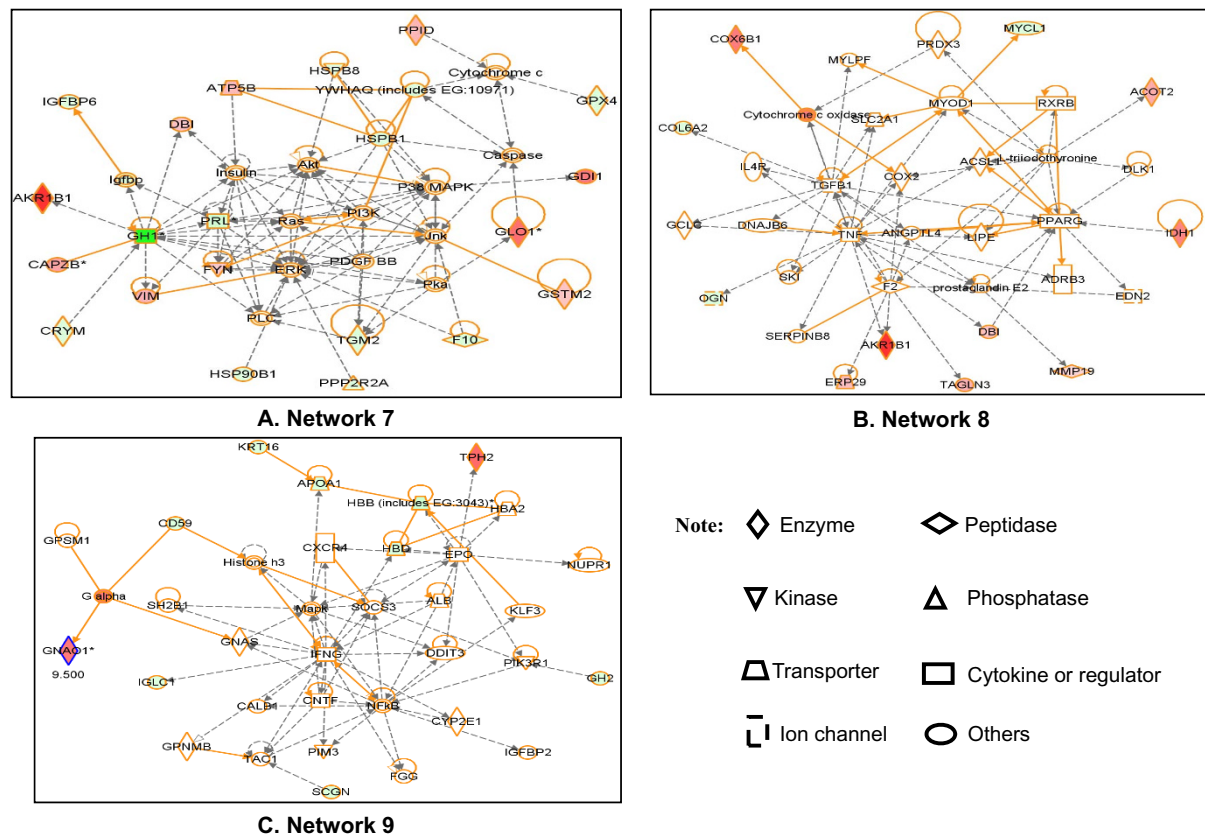 PPID
HSPB8
Cytochrome c
ATP5B
YWHAQ (includes EG:10971)
GPX4
IGFBP6
DBI
HSPB1
Caspase
Igfbp
Insulin
Akt
P38 MAPK
GDI1
AKR1B1
PRL
Ras
PI3K
GLO1*
GH1*
Jnk
CAPZB*
FYN
ERK
PDGF BB
VIM
Pka
GSTM2
PLC
CRYM
TGM2
F10
HSP90B1
PPP2R2A
A. Network 7
COX6B1
PRDX3
MYCL1
MYLPF
ACOT2
MYOD1
RXRB
Cytochrome c oxidase
SLC2A1
COL6A2
IL4R
ACSL1
L-triiodothyronine
DLK1
TGFB1
COX2
GCLC
DNAJB6
TNF
ANGPTL4
LIPE
PPARG
IDH1
SKI
F2
prostaglandin E2
ADRB3
OGN
EDN2
SERPINB8
AKR1B1
DBI
ERP29
TAGLN3
MMP19
B. Network 8
KRT16
TPH2
APOA1
HBB (includes EG:3043)*
HBA2
CD59
GPSM1
CXCR4
HBD
EPO
Histone h3
NUPR1
G alpha
SH2B1
Mapk
SOCS3
ALB
KLF3
GNAS
IFNG
DDIT3
PIK3R1
GNAO1*
9.500
IGLC1
GH2
CALB1
CNTF
NFkB
CYP2E1
GPNMB
TAC1
PIM3
IGFBP2
FGG
SCGN
C. Network 9
Note:
Enzyme
Peptidase
Kinase
Phosphatase
Transporter
Cytokine or regulator
Ion channel
Others